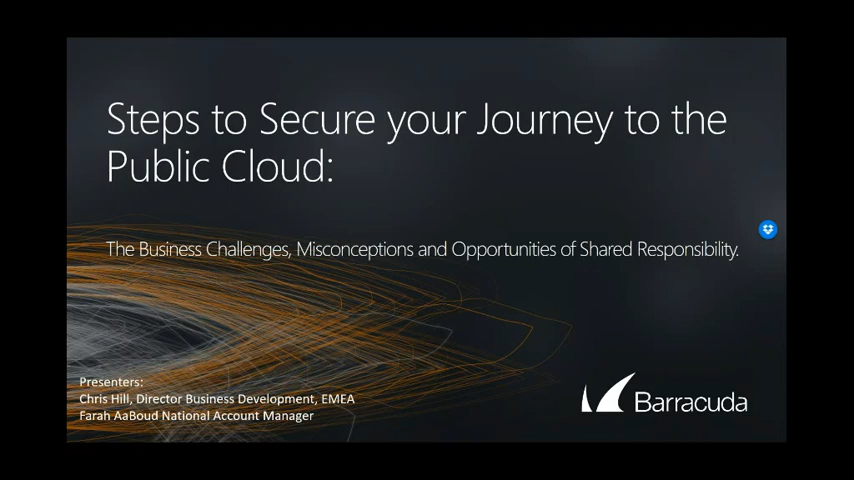 Steps to Secure your Journey to the
Public Cloud:
The Business Challenges, Misconceptions and Opportunities of Shared Responsibility.
Presenters:
Chris Hill, Director Business Development, EMEA
Farah AaBoud National Account Manager
Barracuda